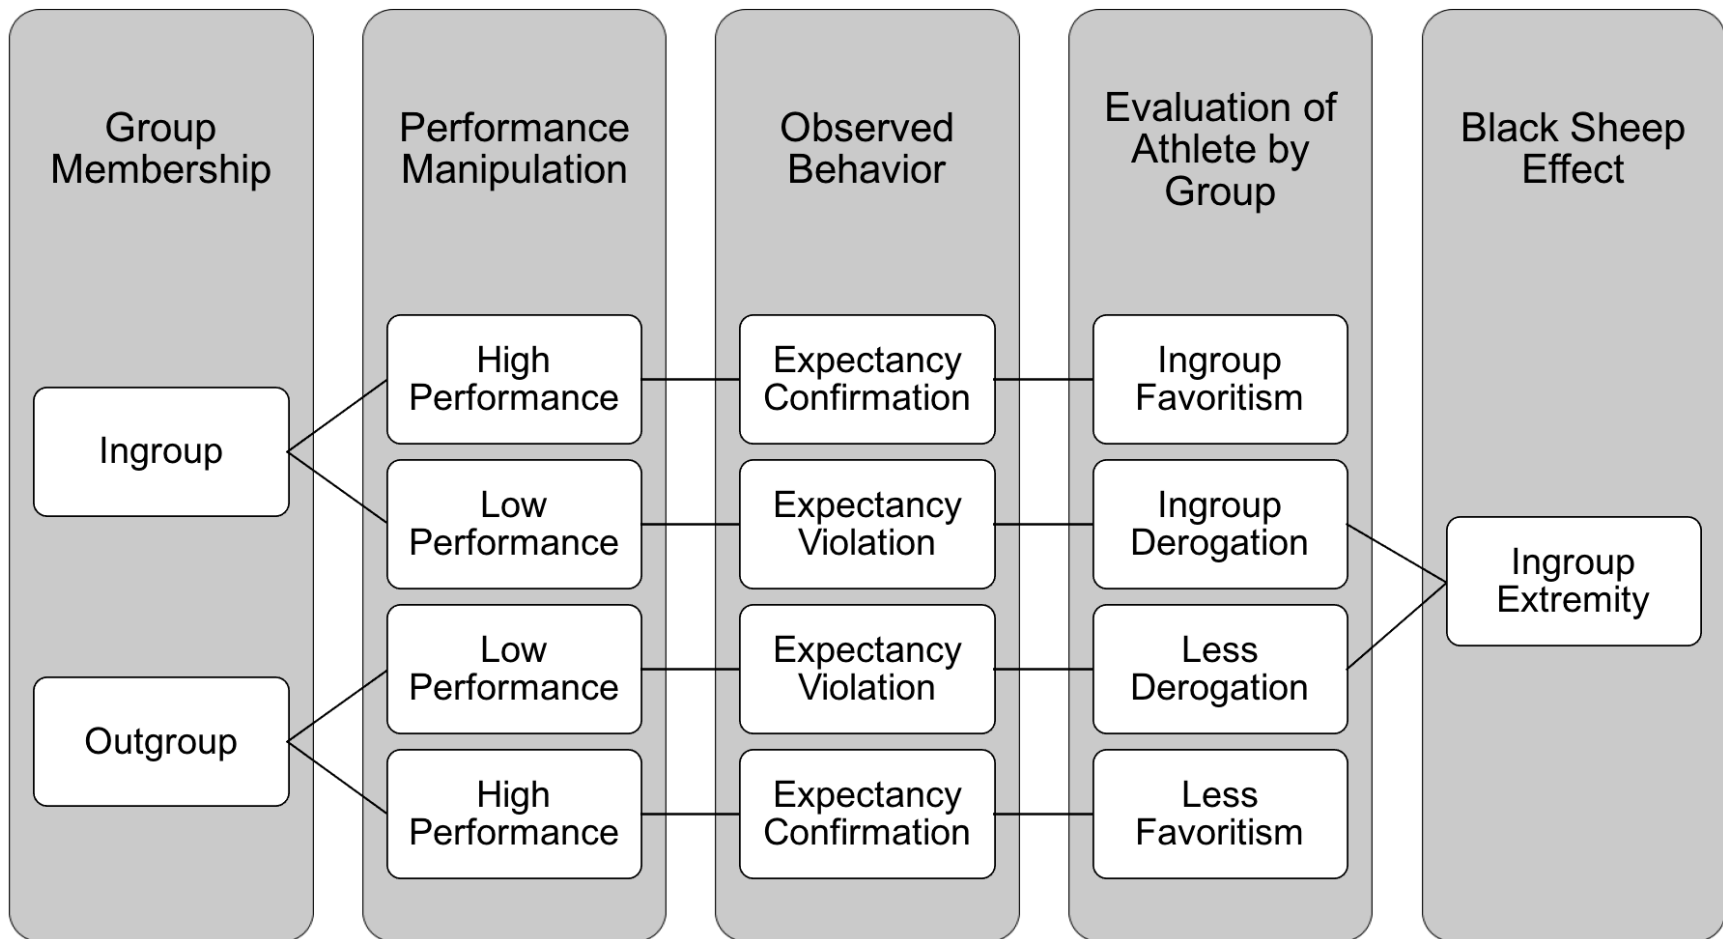 Group
Membership
Performance
Manipulation
Observed
Behavior
Evaluation of
Athlete by
Group
Black Sheep
Effect
Ingroup
Outgroup
High
Performance
Low
Performance
Low
Performance
High
Performance
Expectancy
Confirmation
Expectancy
Violation
Expectancy
Violation
Expectancy
Confirmation
Ingroup
Favoritism
Ingroup
Derogation
Less
Derogation
Less
Favoritism
Ingroup
Extremity